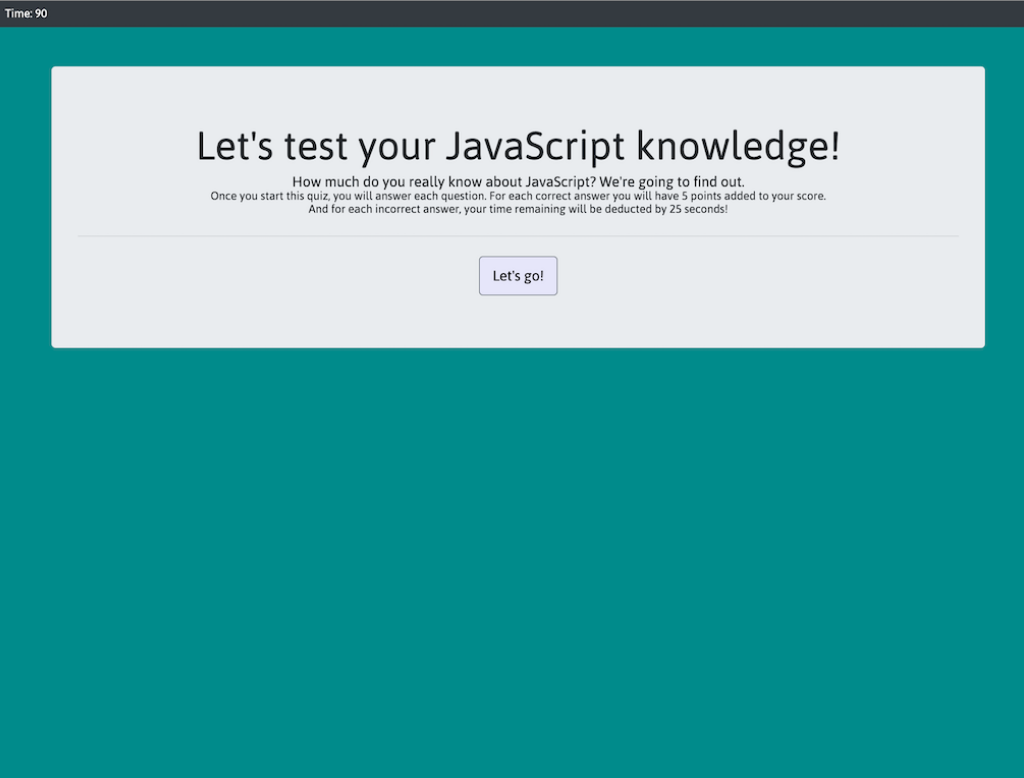 Time: 90
Let's test your JavaScript knowledge!
How much do you really know about JavaScript? We're going to find out.
Once you start this quiz, you will answer each question. For each correct answer you will have 5 points added to your score.
And for each incorrect answer, your time remaining will be deducted by 25 seconds!
Let's go!